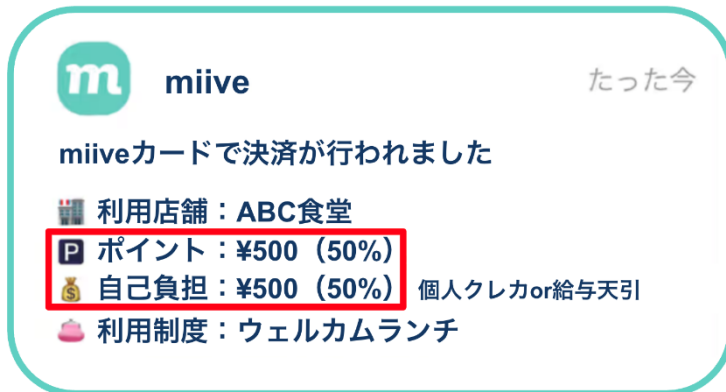 m miive たった今
miiveカードで決済が行われました
🏬 利用店舗：ABC食堂
🅿 ポイント：¥500（50%）
💰 自己負担：¥500（50%） 個人クレカor給与天引
👛 利用制度：ウェルカムランチ